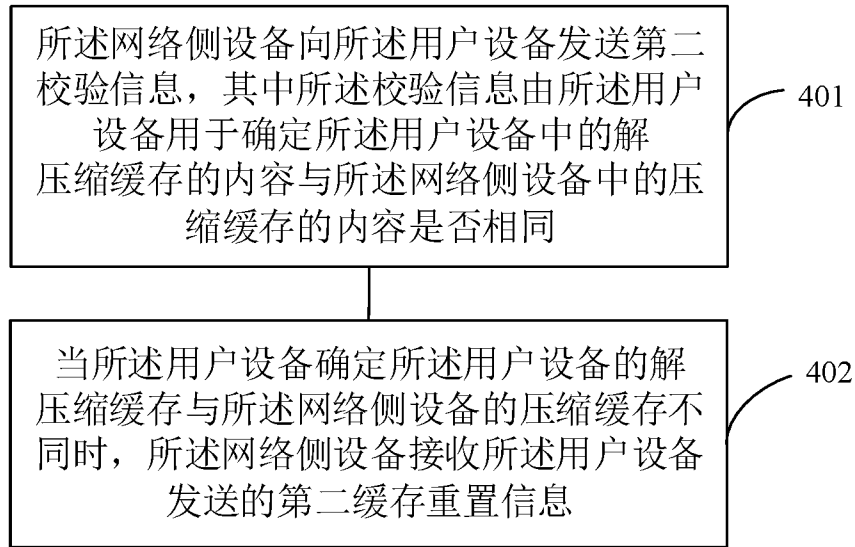 所述网络侧设备向所述用户设备发送第二
校验信息，其中所述校验信息由所述用户
设备用于确定所述用户设备中的解
压缩缓存的内容与所述网络侧设备中的压
缩缓存的内容是否相同
401
当所述用户设备确定所述用户设备的解
压缩缓存与所述网络侧设备的压缩缓存不
同时，所述网络侧设备接收所述用户设备
发送的第二缓存重置信息
402